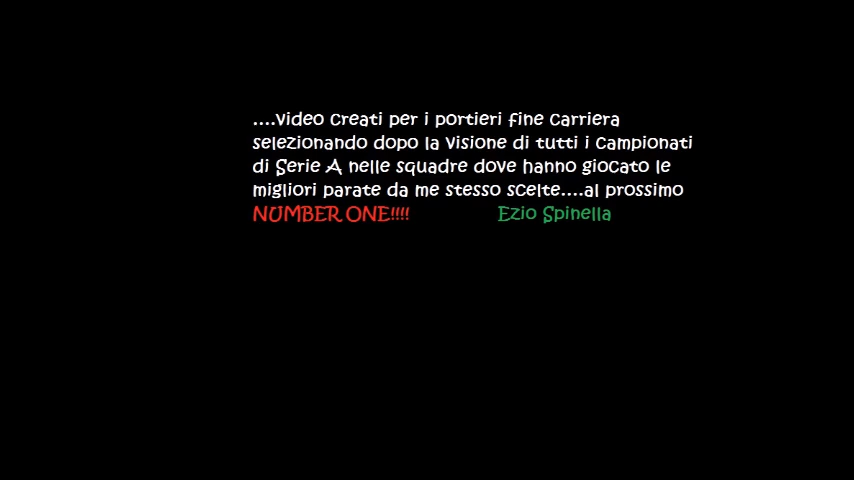 ....video creati per i portieri fine carriera
selezionando dopo la visione di tutti i campionati
di Serie A nelle squadre dove hanno giocato le
migliori parate da me stesso scelte....al prossimo
NUMBER ONE!!!! Ezio Spinella